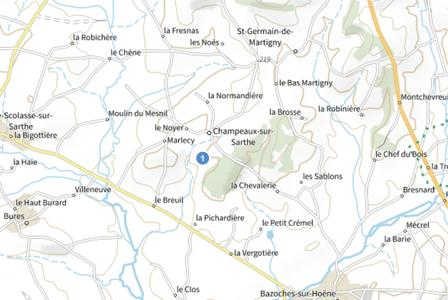 la Fresnas
la Robichère
les Noës
St-Germain-de-
Martigny
le Chêne
219
le Bas Martigny
la Normandière
la Brosse
la Robinière
Montchevreu
e-Scolasse-sur-
Sarthe
la Bigottière
Moulin du Mesnil
le Noyer
Champeaux-sur-
Sarthe
Marlecy
1
le Chef du Bois
la Haie
la Tre
les Sablons
la Chevalerie
Villeneuve
Bresnard
le Haut Burard
le Breuil
Bures
la Pichardière
le Petit Crémel
Mécrel
la Barie
la Vergotière
le Clos
Bazoches-sur-Hoëne